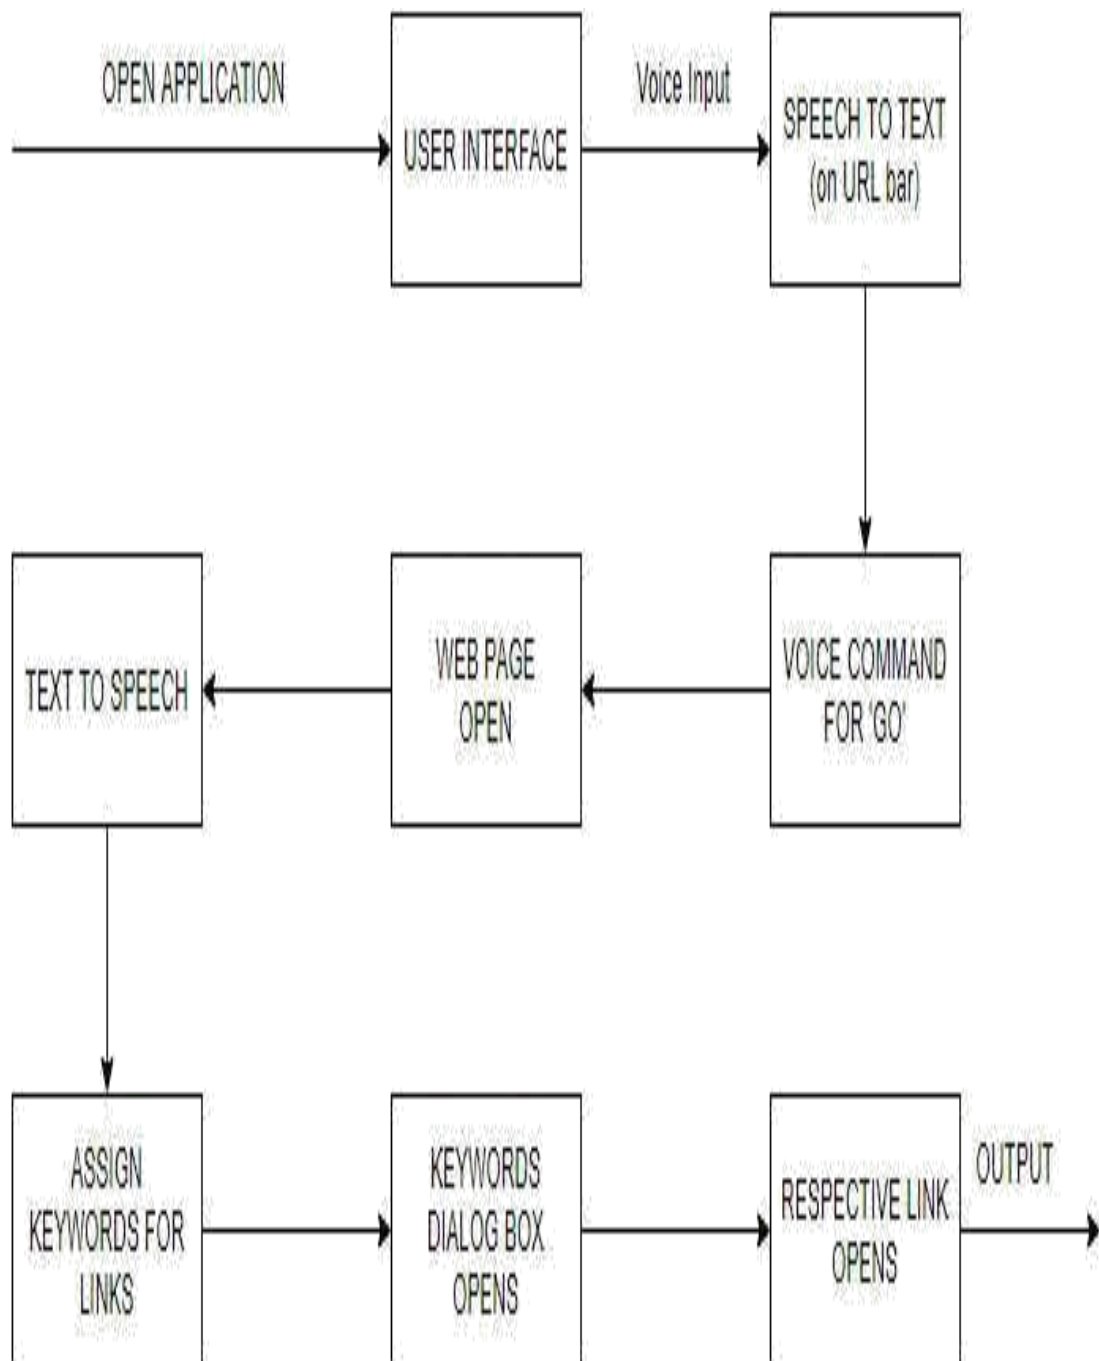 OPEN APPLICATION
USER INTERFACE
Voice Input
SPEECH TO TEXT
(on URL bar)
VOICE COMMAND
FOR 'GO'
WEB PAGE
OPEN
TEXT TO SPEECH
ASSIGN
KEYWORDS FOR
LINKS
KEYWORDS
DIALOG BOX
OPENS
RESPECTIVE LINK
OPENS
OUTPUT